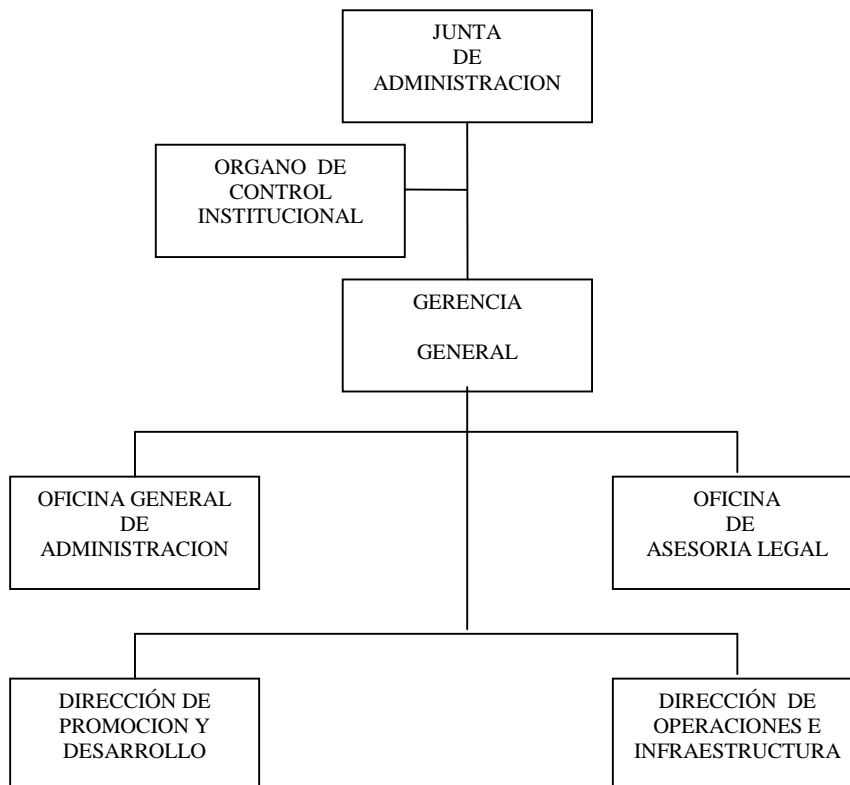 JUNTA
DE
ADMINISTRACION
ORGANO DE
CONTROL
INSTITUCIONAL
GERENCIA
GENERAL
OFICINA GENERAL
DE
ADMINISTRACION
OFICINA
DE
ASESORIA LEGAL
DIRECCIÓN DE
PROMOCION Y
DESARROLLO
DIRECCIÓN DE
OPERACIONES E
INFRAESTRUCTURA